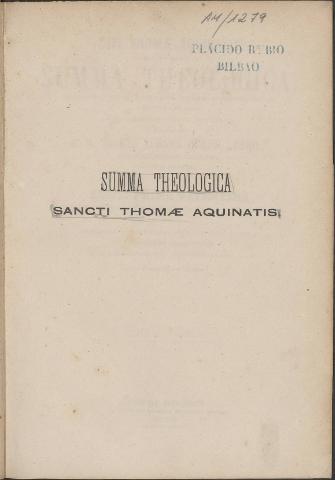 AM/1279
PLÁCIDO RUBIO
BILBAO
SUMMA THEOLOGICA
SANCTI THOMÆ AQUINATIS